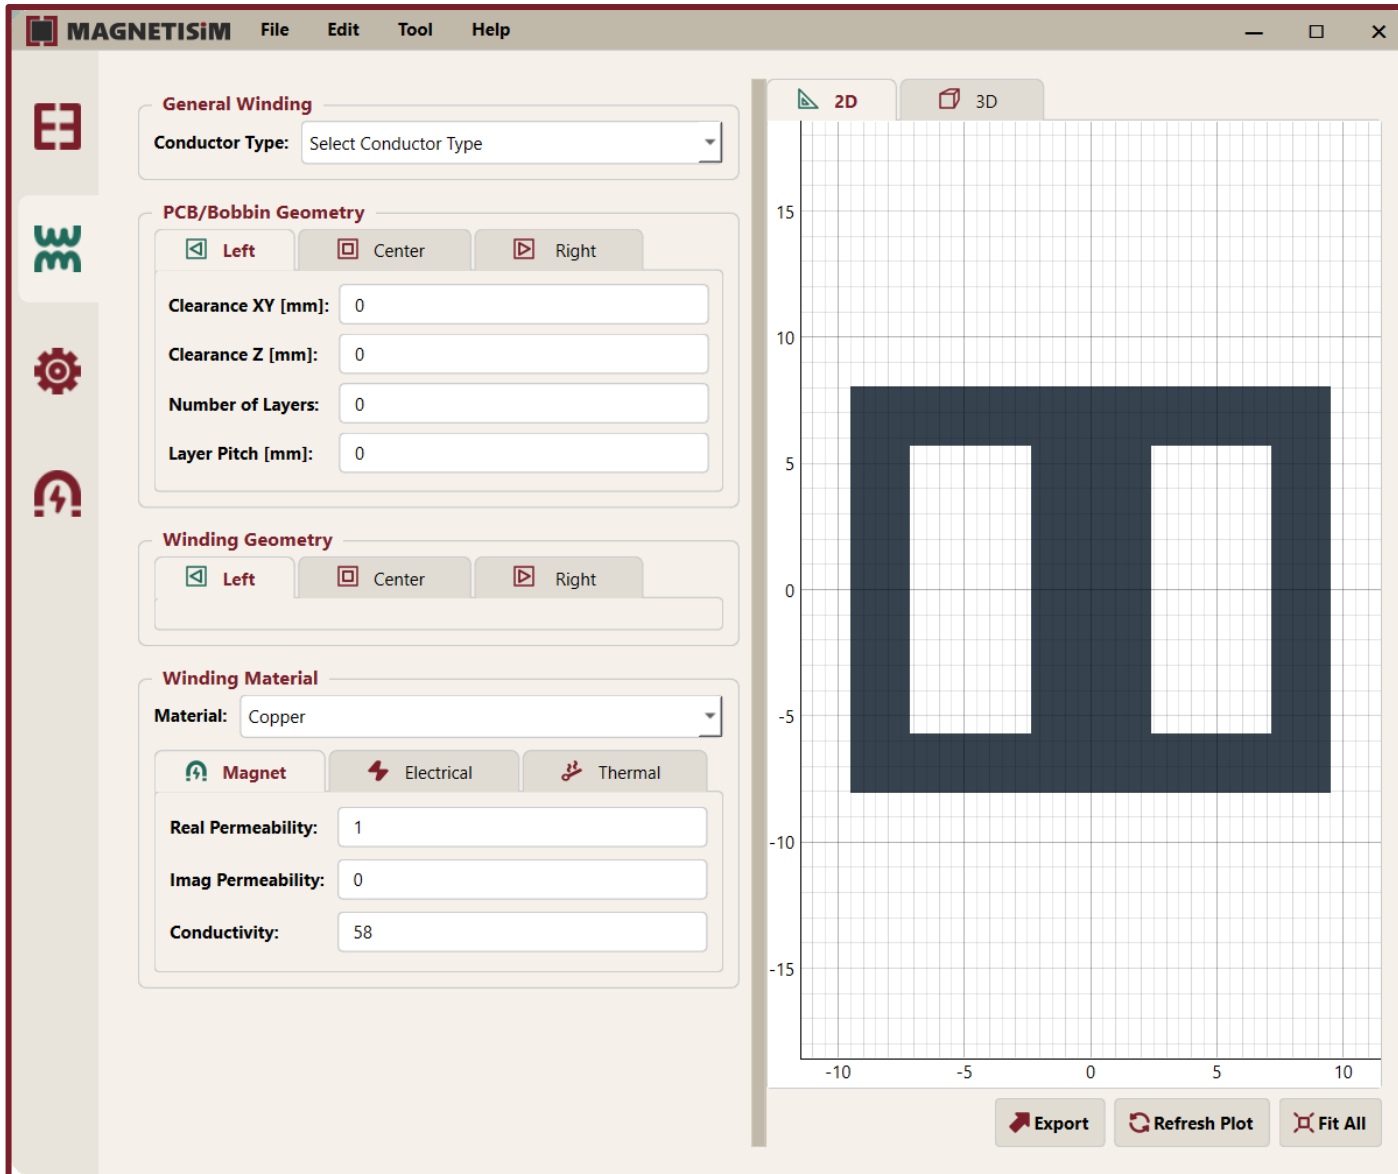 MAGNETISiM File Edit Tool Help
General Winding
Conductor Type: Select Conductor Type
PCB/Bobbin Geometry
Left Center Right
Clearance XY [mm]: 0
Clearance Z [mm]: 0
Number of Layers: 0
Layer Pitch [mm]: 0
Winding Geometry
Left Center Right
Winding Material
Material: Copper
Magnet Electrical Thermal
Real Permeability: 1
Imag Permeability: 0
Conductivity: 58
2D 3D
15
10
5
0
-5
-10
-15
-10 -5 0 5 10
Export Refresh Plot Fit All